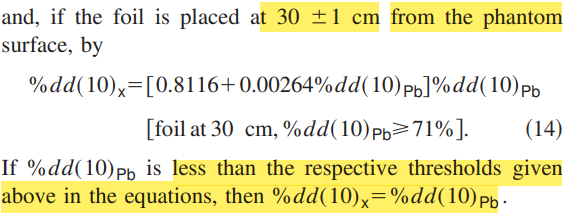 and, if the foil is placed at 30 ±1 cm from the phantom
surface, by
%dd(10)x=[0.8116+0.00264%dd(10)Pb]%dd(10)Pb
[foil at 30 cm, %dd(10)Pb⩾71%]. (14)
If %dd(10)Pb is less than the respective thresholds given
above in the equations, then %dd(10)x=%dd(10)Pb.